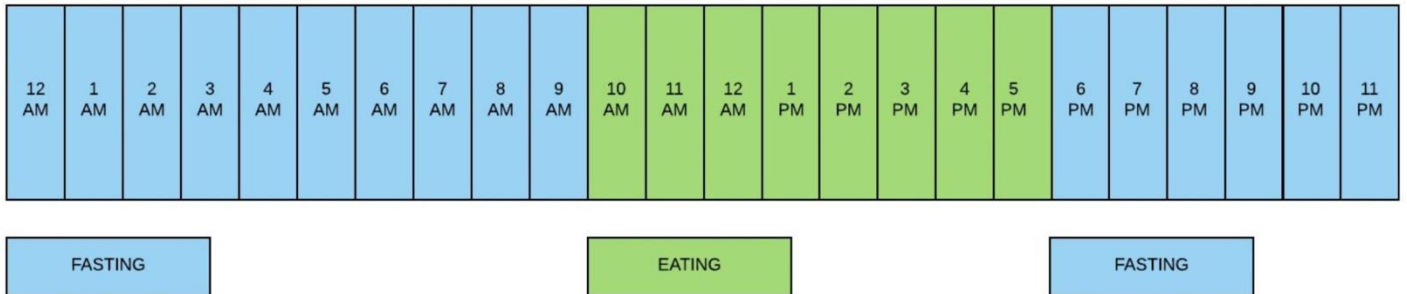 12 AM
1 AM
2 AM
3 AM
4 AM
5 AM
6 AM
7 AM
8 AM
9 AM
10 AM
11 AM
12 AM
1 PM
2 PM
3 PM
4 PM
5 PM
6 PM
7 PM
8 PM
9 PM
10 PM
11 PM
FASTING
EATING
FASTING